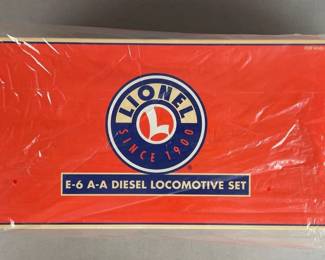 LIONEL
L
SINCE 1900
®
E-6 A-A DIESEL LOCOMOTIVE SET